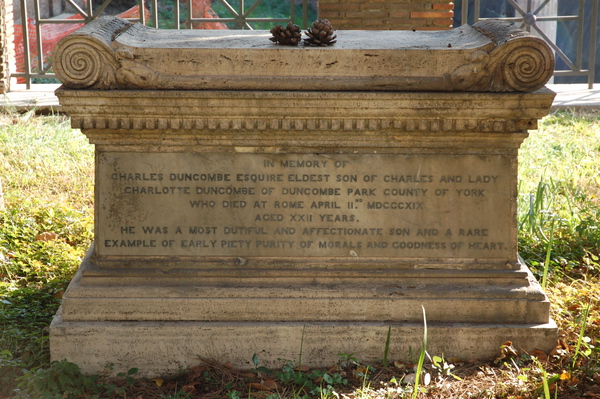 IN MEMORY OF
CHARLES DUNCOMBE ESQUIRE ELDEST SON OF CHARLES AND LADY
CHARLOTTE DUNCOMBE OF DUNCOMBE PARK COUNTY OF YORK
WHO DIED AT ROME APRIL II.ND MDCCCXIX
AGED XXII YEARS.
HE WAS A MOST DUTIFUL AND AFFECTIONATE SON AND A RARE
EXAMPLE OF EARLY PIETY PURITY OF MORALS AND GOODNESS OF HEART.